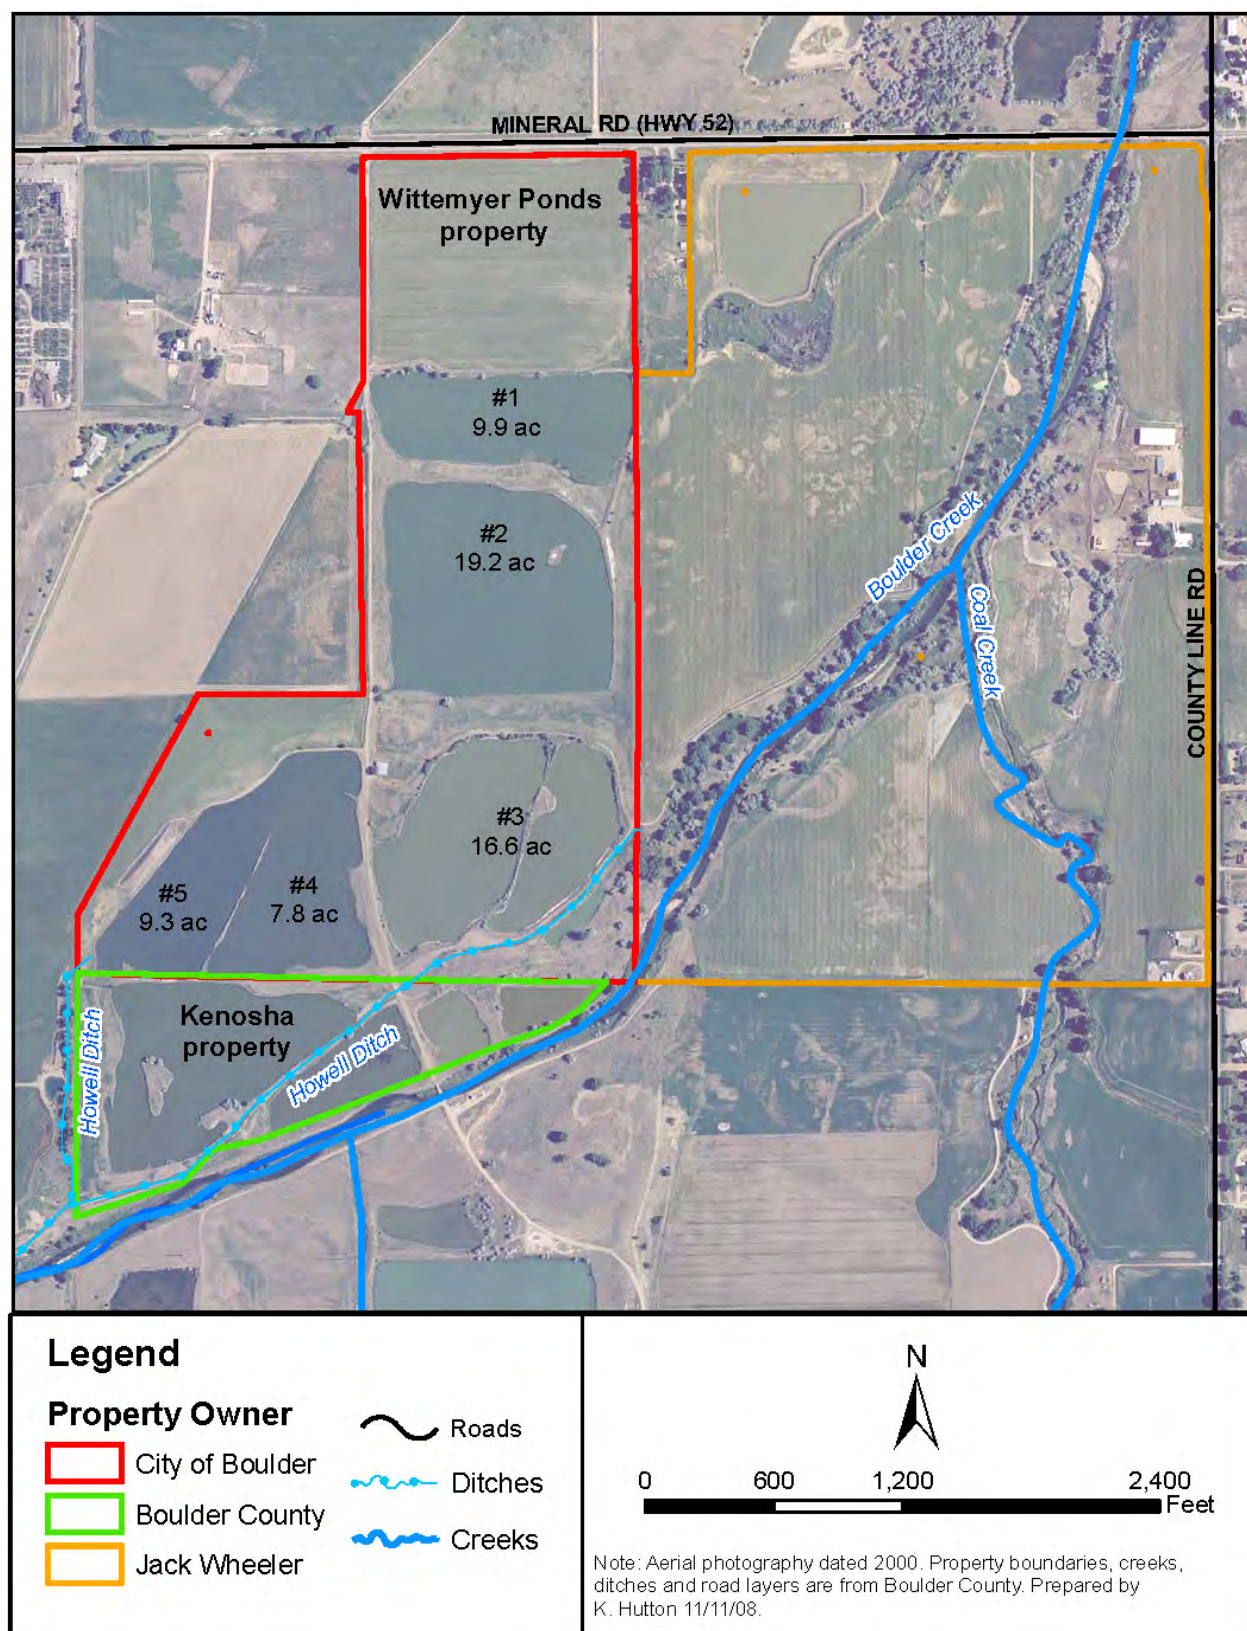 MINERAL RD (HWY 52)
Wittemyer Ponds
property
#1
9.9 ac
#2
19.2 ac
Boulder Creek
Coal Creek
COUNTY LINE RD
#3
16.6 ac
#5
9.3 ac
#4
7.8 ac
Kenosha
property
Howell Ditch
Howell Ditch
Legend
Property Owner
City of Boulder
Boulder County
Jack Wheeler
Roads
Ditches
Creeks
N
0 600 1,200 2,400
Feet
Note: Aerial photography dated 2000. Property boundaries, creeks,
ditches and road layers are from Boulder County. Prepared by
K. Hutton 11/11/08.